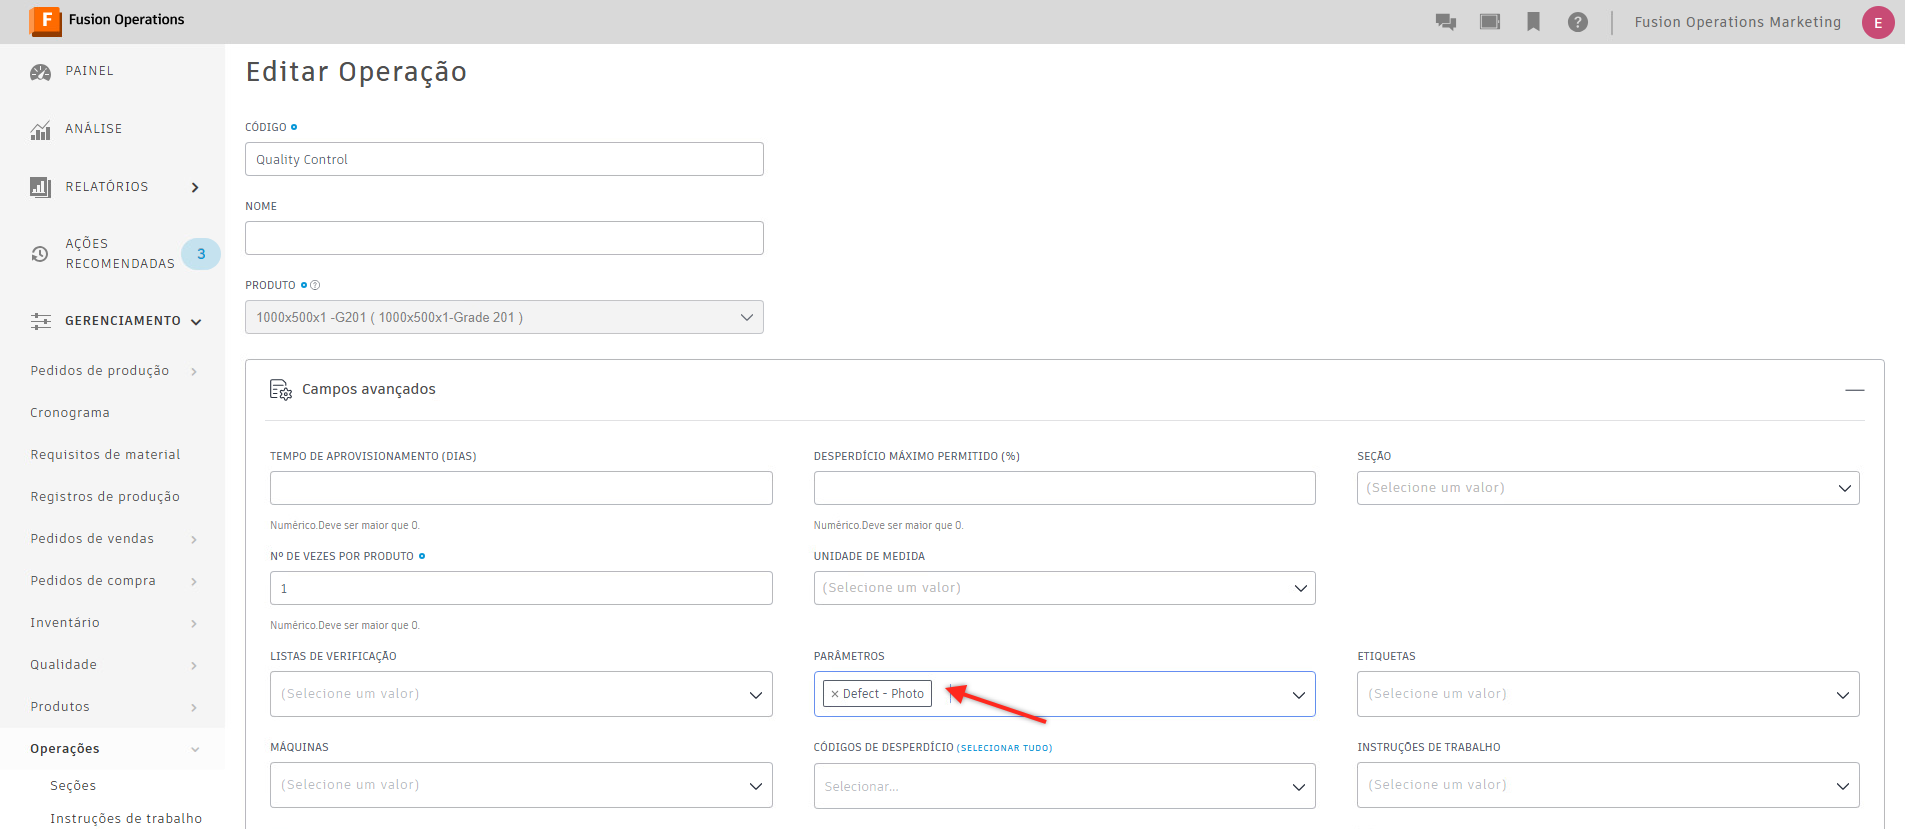 F Fusion Operations
? Fusion Operations Marketing E
PAINEL
ANÁLISE
RELATÓRIOS
AÇÕES
RECOMENDADAS
3
GERENCIAMENTO
Pedidos de produção
Cronograma
Requisitos de material
Registros de produção
Pedidos de vendas
Pedidos de compra
Inventário
Qualidade
Produtos
Operações
Seções
Instruções de trabalho
Editar Operação
CÓDIGO
Quality Control
NOME
PRODUTO ?
1000x500x1 -G201 ( 1000x500x1-Grade 201 )
Campos avançados
TEMPO DE APROVISIONAMENTO (DIAS)
Numérico.Deve ser maior que 0.
DESPERDÍCIO MÁXIMO PERMITIDO (%)
Numérico.Deve ser maior que 0.
SEÇÃO
(Selecione um valor)
Nº DE VEZES POR PRODUTO
1
Numérico.Deve ser maior que 0.
UNIDADE DE MEDIDA
(Selecione um valor)
LISTAS DE VERIFICAÇÃO
(Selecione um valor)
PARÂMETROS
× Defect - Photo
ETIQUETAS
(Selecione um valor)
MÁQUINAS
(Selecione um valor)
CÓDIGOS DE DESPERDÍCIO (SELECIONAR TUDO)
Selecionar...
INSTRUÇÕES DE TRABALHO
(Selecione um valor)